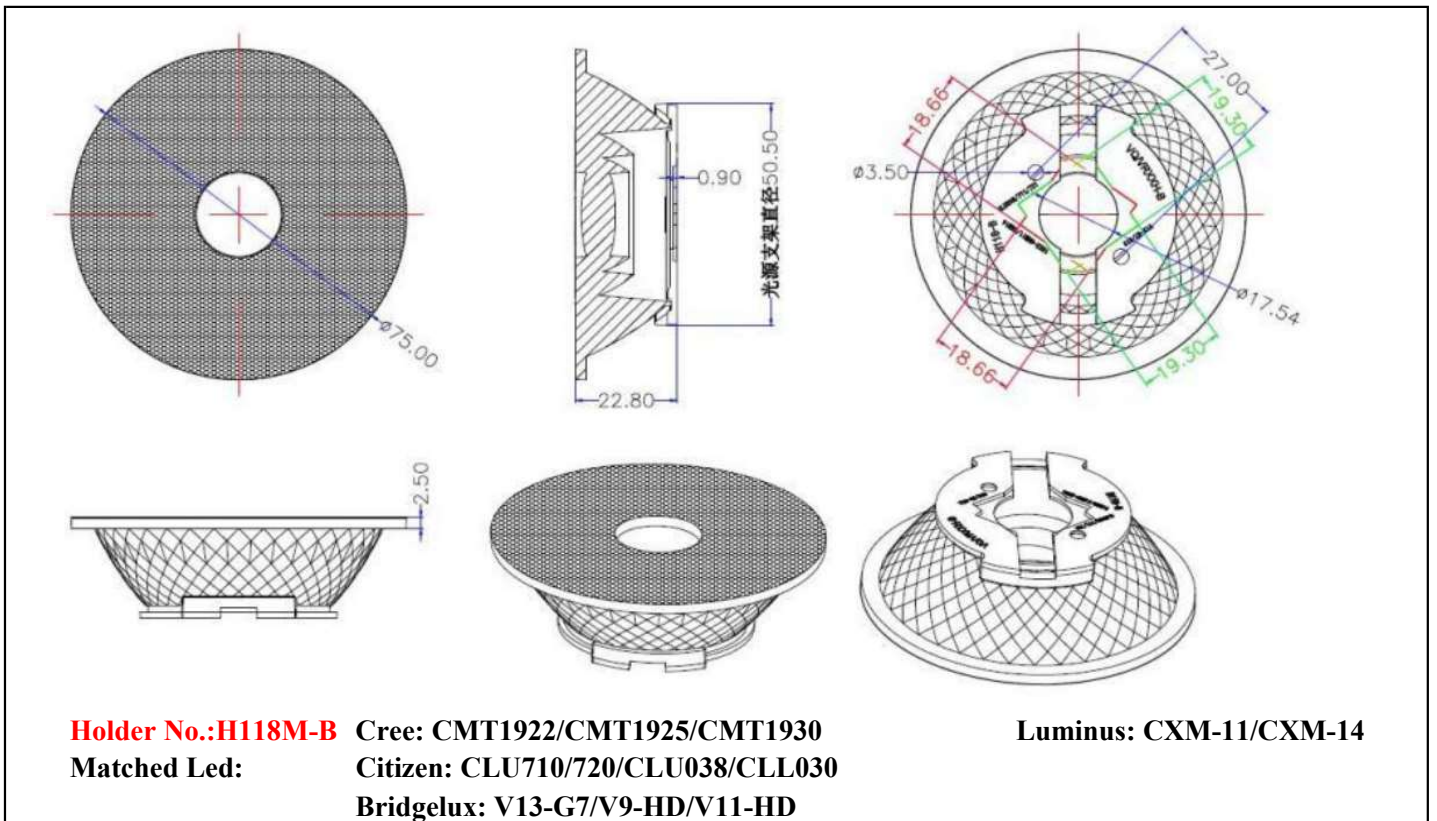 ø75.00
22.80
0.90
光源支架直径50.50
27.00
19.30
18.66
ø3.50
ø17.54
18.66
19.30
2.50
Holder No.:H118M-B Cree: CMT1922/CMT1925/CMT1930 Luminus: CXM-11/CXM-14
Matched Led: Citizen: CLU710/720/CLU038/CLL030
Bridgelux: V13-G7/V9-HD/V11-HD